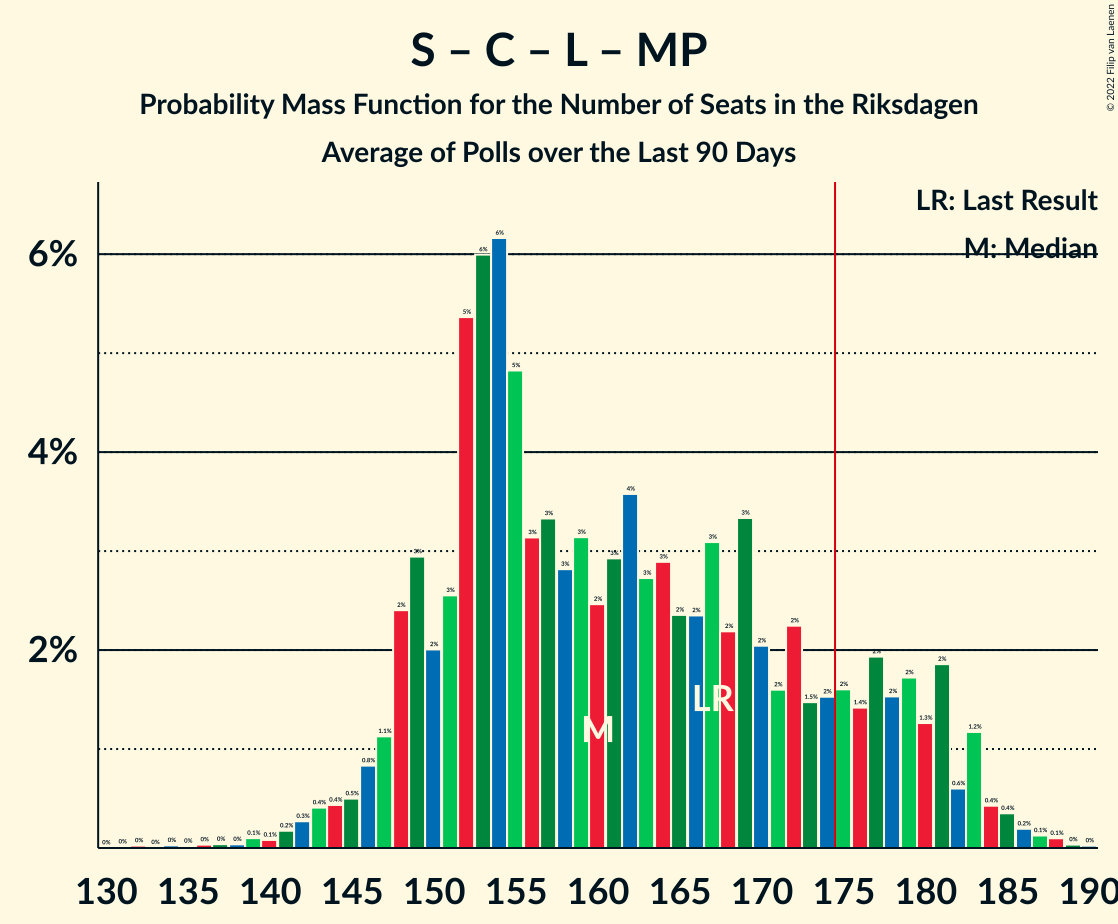 S – C – L – MP
Probability Mass Function for the Number of Seats in the Riksdagen
Average of Polls over the Last 90 Days
© 2022 Filip van Laenen
LR: Last Result
M: Median
6%
4%
2%
0% 0% 0% 0% 0% 0% 0% 0% 0% 0.1% 0.1% 0.2% 0.3% 0.4% 0.4% 0.5% 0.8% 1.1% 2% 3% 2% 3% 5% 6% 6% 5% 3% 3% 3% 3% 2% 3% 4% 3% 3% 2% 2% 3% 2% 3% 2% 2% 2% 1.5% 2% 2% 1.4% 2% 2% 2% 1.3% 2% 0.6% 1.2% 0.4% 0.4% 0.2% 0.1% 0.1% 0% 0%
M
LR
130 135 140 145 150 155 160 165 170 175 180 185 190